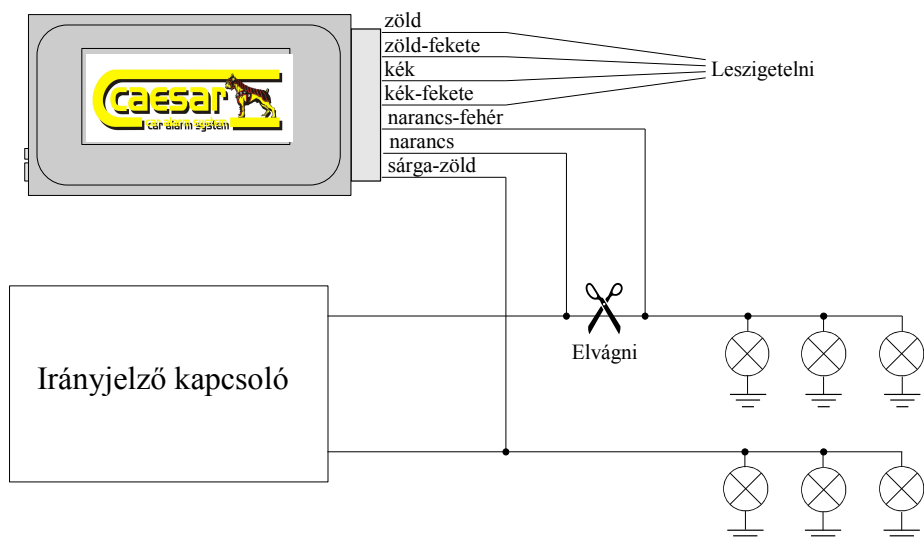 zöld
zöld-fekete
kék
kék-fekete
narancs-fehér
narancs
sárga-zöld
Leszigetelni
caesar
car alarm system
Elvágni
Irányjelző kapcsoló